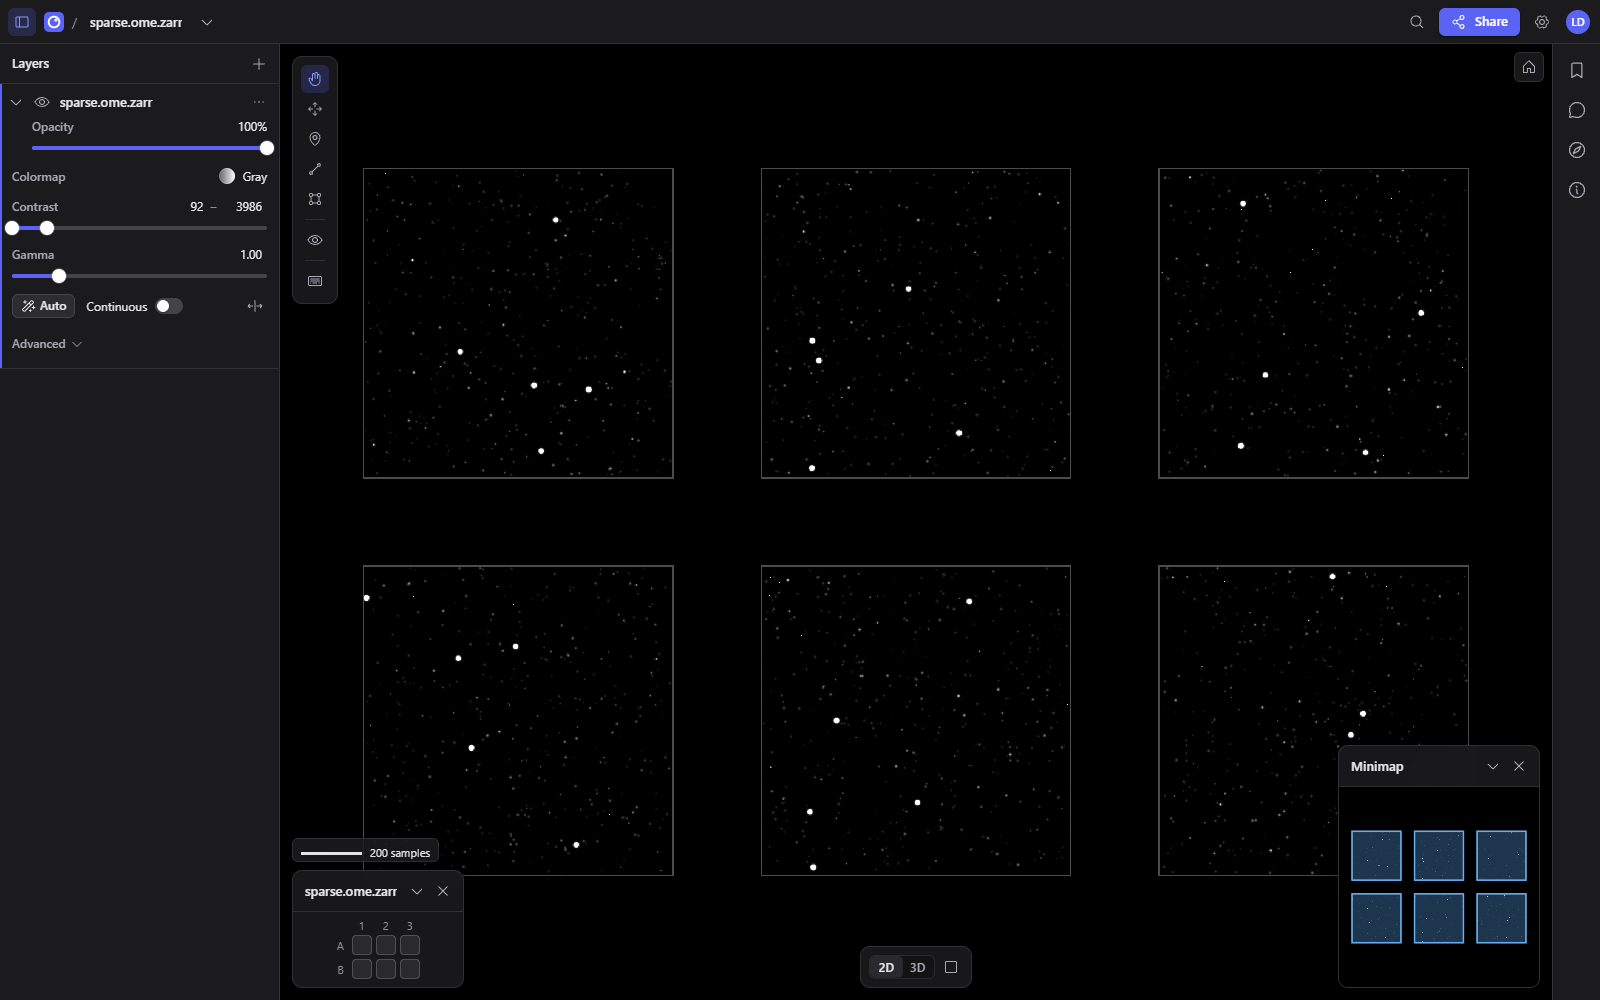 / sparse.ome.zarr
Share
LD
Layers
sparse.ome.zarr
Opacity 100%
Colormap Gray
Contrast 92 – 3986
Gamma 1.00
Auto Continuous
Advanced
200 samples
sparse.ome.zarr
1 2 3
A
B
2D 3D
Minimap